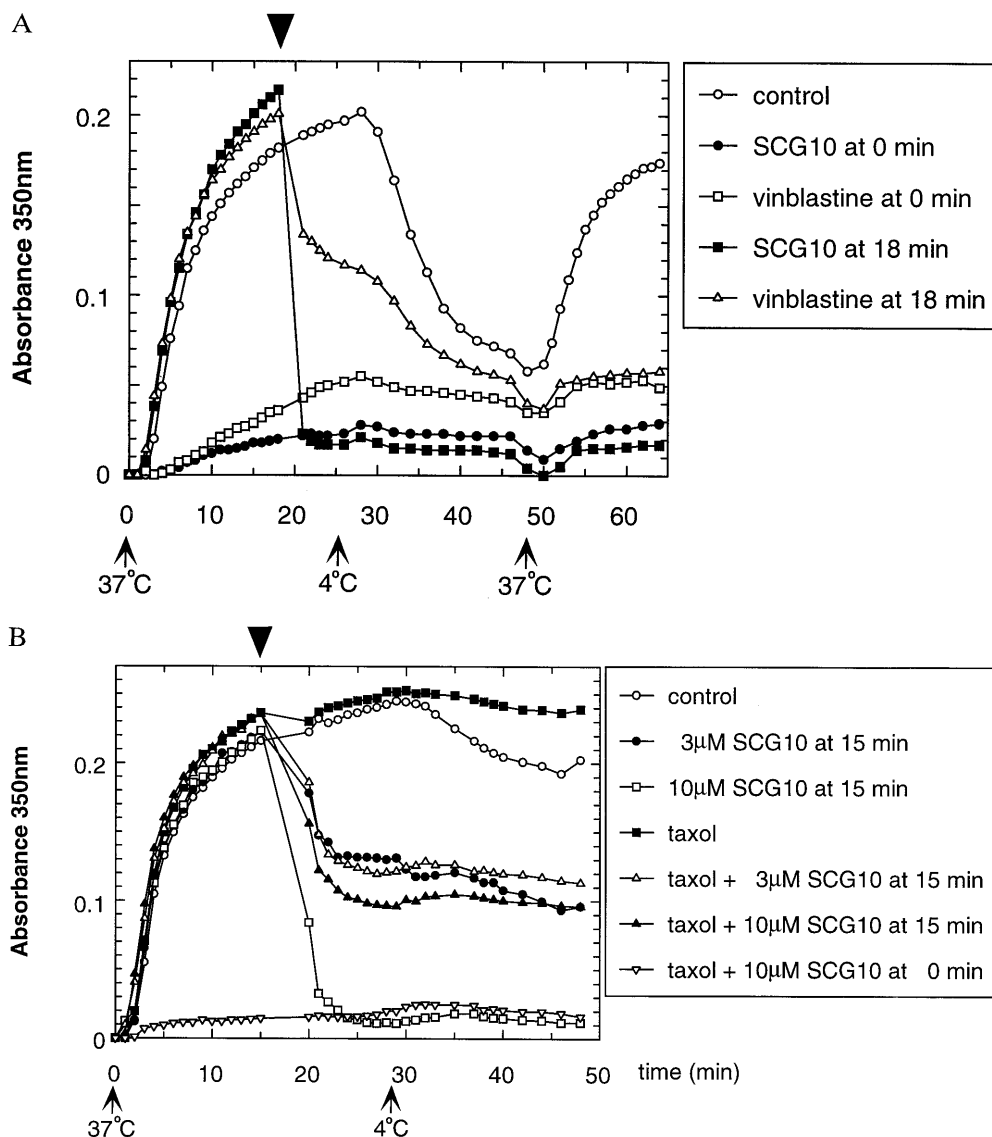 A
Absorbance 350nm
0.2
0.1
0
0 10 20 30 40 50 60
37°C 4°C 37°C
control
SCG10 at 0 min
vinblastine at 0 min
SCG10 at 18 min
vinblastine at 18 min
B
Absorbance 350nm
0.2
0.1
0
0 10 20 30 40 50 time (min)
37°C 4°C
control
3µM SCG10 at 15 min
10µM SCG10 at 15 min
taxol
taxol + 3µM SCG10 at 15 min
taxol + 10µM SCG10 at 15 min
taxol + 10µM SCG10 at 0 min